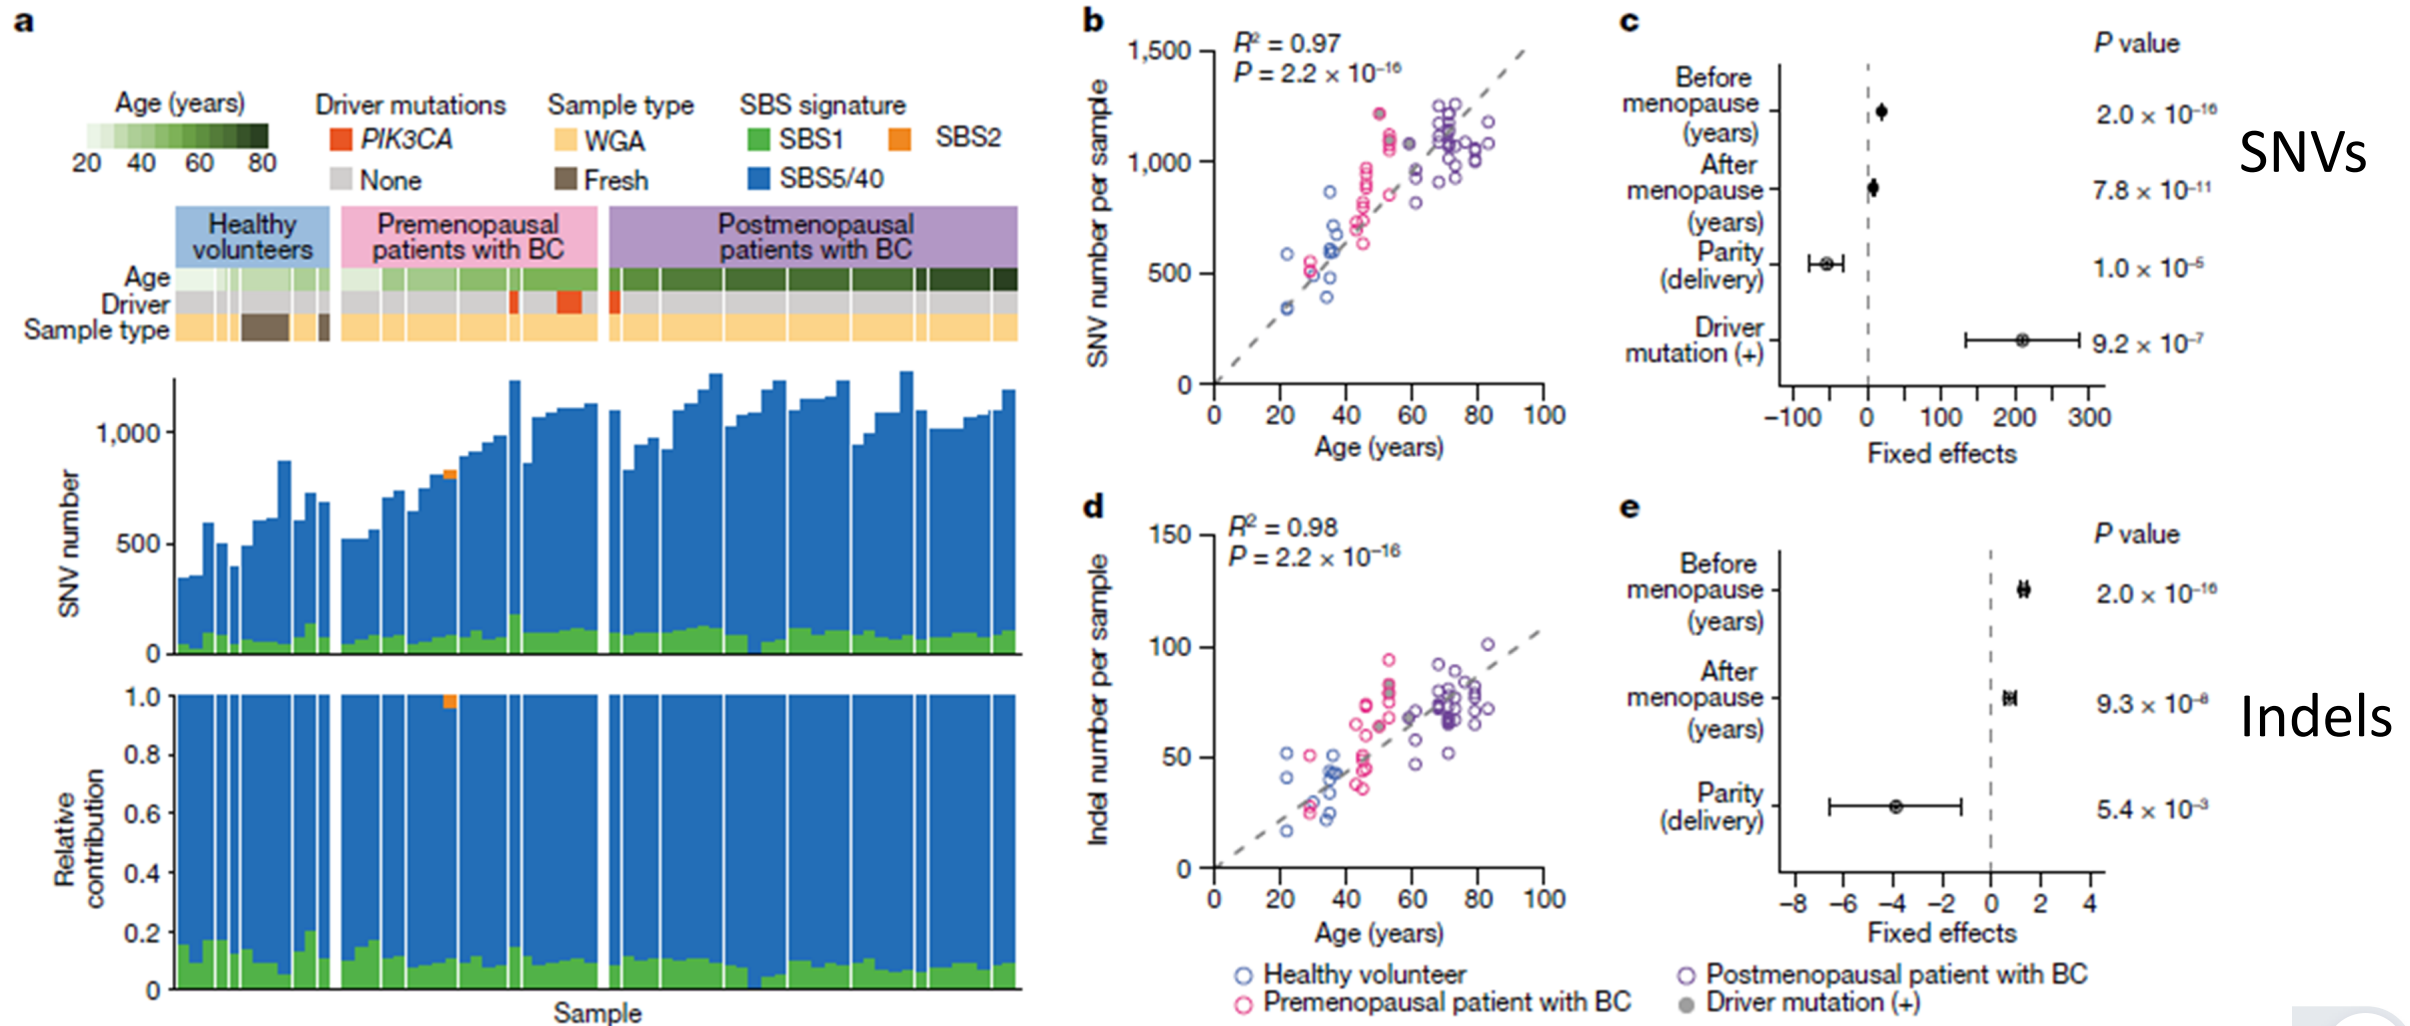 a
Age (years)
20 40 60 80
Driver mutations
PIK3CA
None
Sample type
WGA
Fresh
SBS signature
SBS1
SBS2
SBS5/40
Healthy
volunteers
Premenopausal
patients with BC
Postmenopausal
patients with BC
Age
Driver
Sample type
SNV number
1,000
500
0
Relative
contribution
1.0
0.8
0.6
0.4
0.2
0
Sample
b
R² = 0.97
P = 2.2 × 10⁻¹⁶
SNV number per sample
1,500
1,000
500
0
0 20 40 60 80 100
Age (years)
c
P value
Before
menopause
(years)
2.0 × 10⁻¹⁶
After
menopause
(years)
7.8 × 10⁻¹¹
Parity
(delivery)
1.0 × 10⁻⁵
Driver
mutation (+)
9.2 × 10⁻⁷
−100 0 100 200 300
Fixed effects
SNVs
d
R² = 0.98
P = 2.2 × 10⁻¹⁶
Indel number per sample
150
100
50
0
0 20 40 60 80 100
Age (years)
e
P value
Before
menopause
(years)
2.0 × 10⁻¹⁶
After
menopause
(years)
9.3 × 10⁻⁸
Parity
(delivery)
5.4 × 10⁻³
−8 −6 −4 −2 0 2 4
Fixed effects
Indels
Healthy volunteer
Premenopausal patient with BC
Postmenopausal patient with BC
Driver mutation (+)